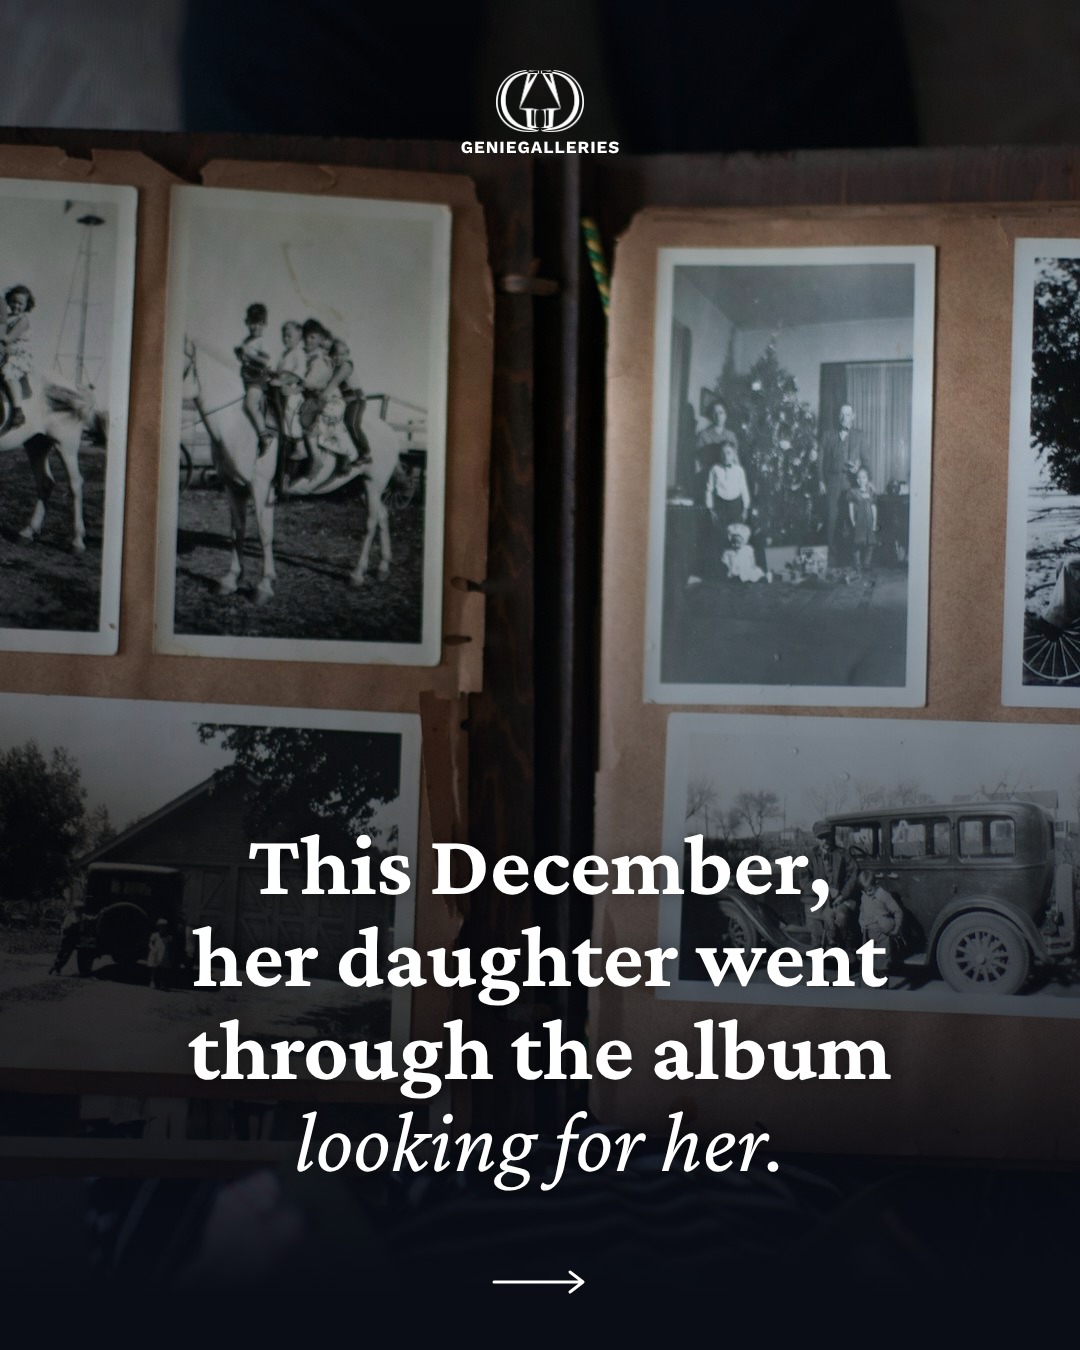 GENIEGALLERIES
This December,
her daughter went
through the album
looking for her.